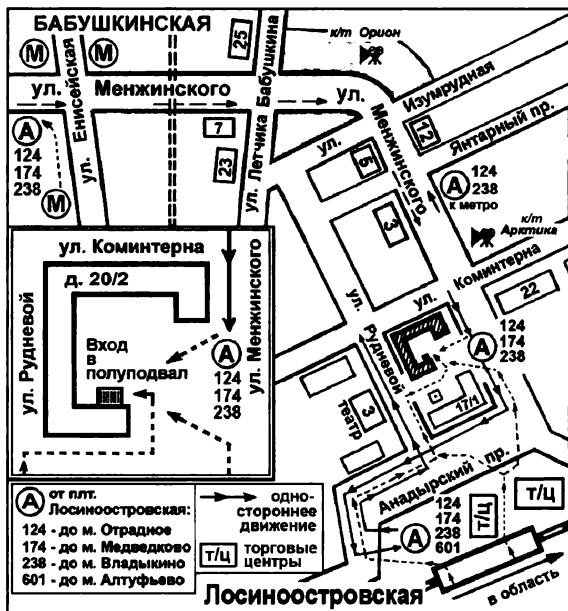 БАБУШКИНСКАЯ
М
М
25
к/т Орион
ул. Менжинского
ул. Менжинского
Изумрудная
ул.
Енисейская
ул.
ул. Летчика Бабушкина
7
23
А
124
174
238
М
5
12
Янтарный пр.
А
124
238
к метро
к/т
Арктика
3
ул. Коминтерна
22
ул. Рудневой
А
124
174
238
17/1
театр
3
Анадырский пр.
124
174
238
601
А
т/ц
т/ц
в область
Лосиноостровская
ул. Коминтерна
д. 20/2
ул. Рудневой
Вход
в
полуподвал
ул. Менжинского
А
124
174
238
А
от плт.
Лосиноостровская:
124 - до м. Отрадное
174 - до м. Медведково
238 - до м. Владыкино
601 - до м. Алтуфьево
одно-
стороннее
движение
т/ц
торговые
центры